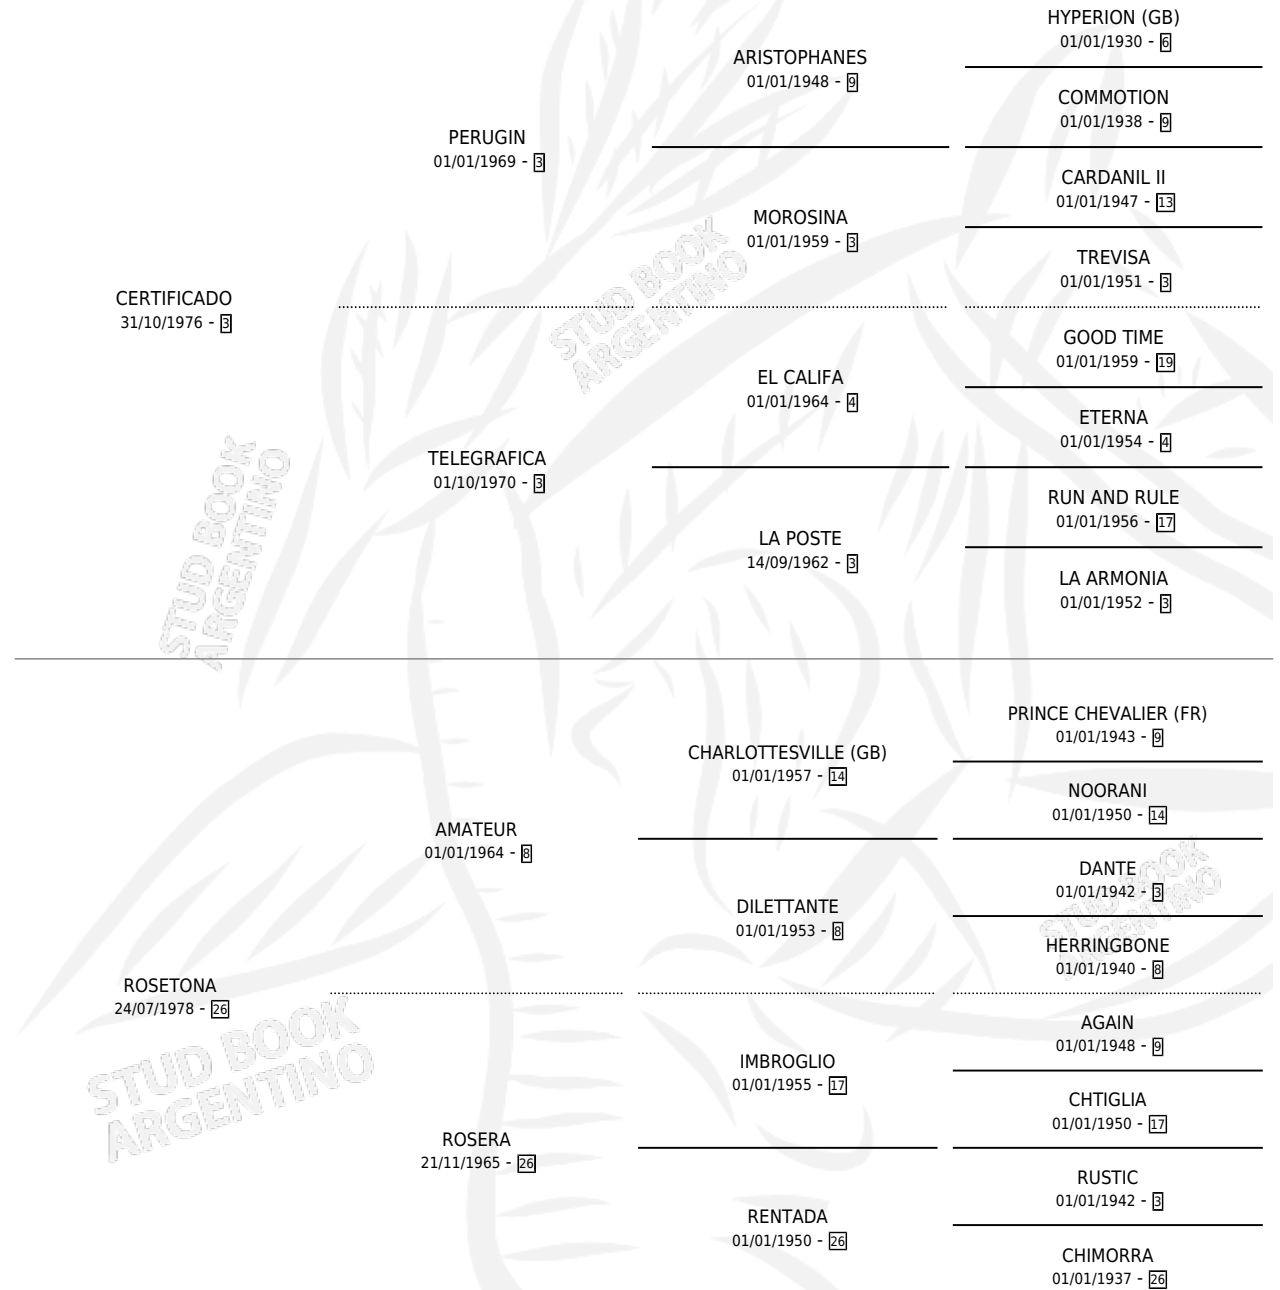 HYPERION (GB)
01/01/1930 - 6
ARISTOPHANES
01/01/1948 - 9
COMMOTION
01/01/1938 - 9
PERUGIN
01/01/1969 - 3
CARDANIL II
01/01/1947 - 13
MOROSINA
01/01/1959 - 3
TREVISA
01/01/1951 - 3
STUD BOOK
ARGENTINO
CERTIFICADO
31/10/1976 - 3
GOOD TIME
01/01/1959 - 19
EL CALIFA
01/01/1964 - 4
ETERNA
01/01/1954 - 4
TELEGRAFICA
01/10/1970 - 3
RUN AND RULE
01/01/1956 - 17
LA POSTE
14/09/1962 - 3
LA ARMONIA
01/01/1952 - 3
STUD BOOK
ARGENTINO
PRINCE CHEVALIER (FR)
01/01/1943 - 9
CHARLOTTESVILLE (GB)
01/01/1957 - 14
NOORANI
01/01/1950 - 14
AMATEUR
01/01/1964 - 8
DANTE
01/01/1942 - 3
DILETTANTE
01/01/1953 - 8
HERRINGBONE
01/01/1940 - 8
STUD BOOK
ARGENTINO
ROSETONA
24/07/1978 - 26
AGAIN
01/01/1948 - 9
IMBROGLIO
01/01/1955 - 17
CHTIGLIA
01/01/1950 - 17
STUD BOOK
ARGENTINO
ROSERA
21/11/1965 - 26
RUSTIC
01/01/1942 - 3
RENTADA
01/01/1950 - 26
CHIMORRA
01/01/1937 - 26